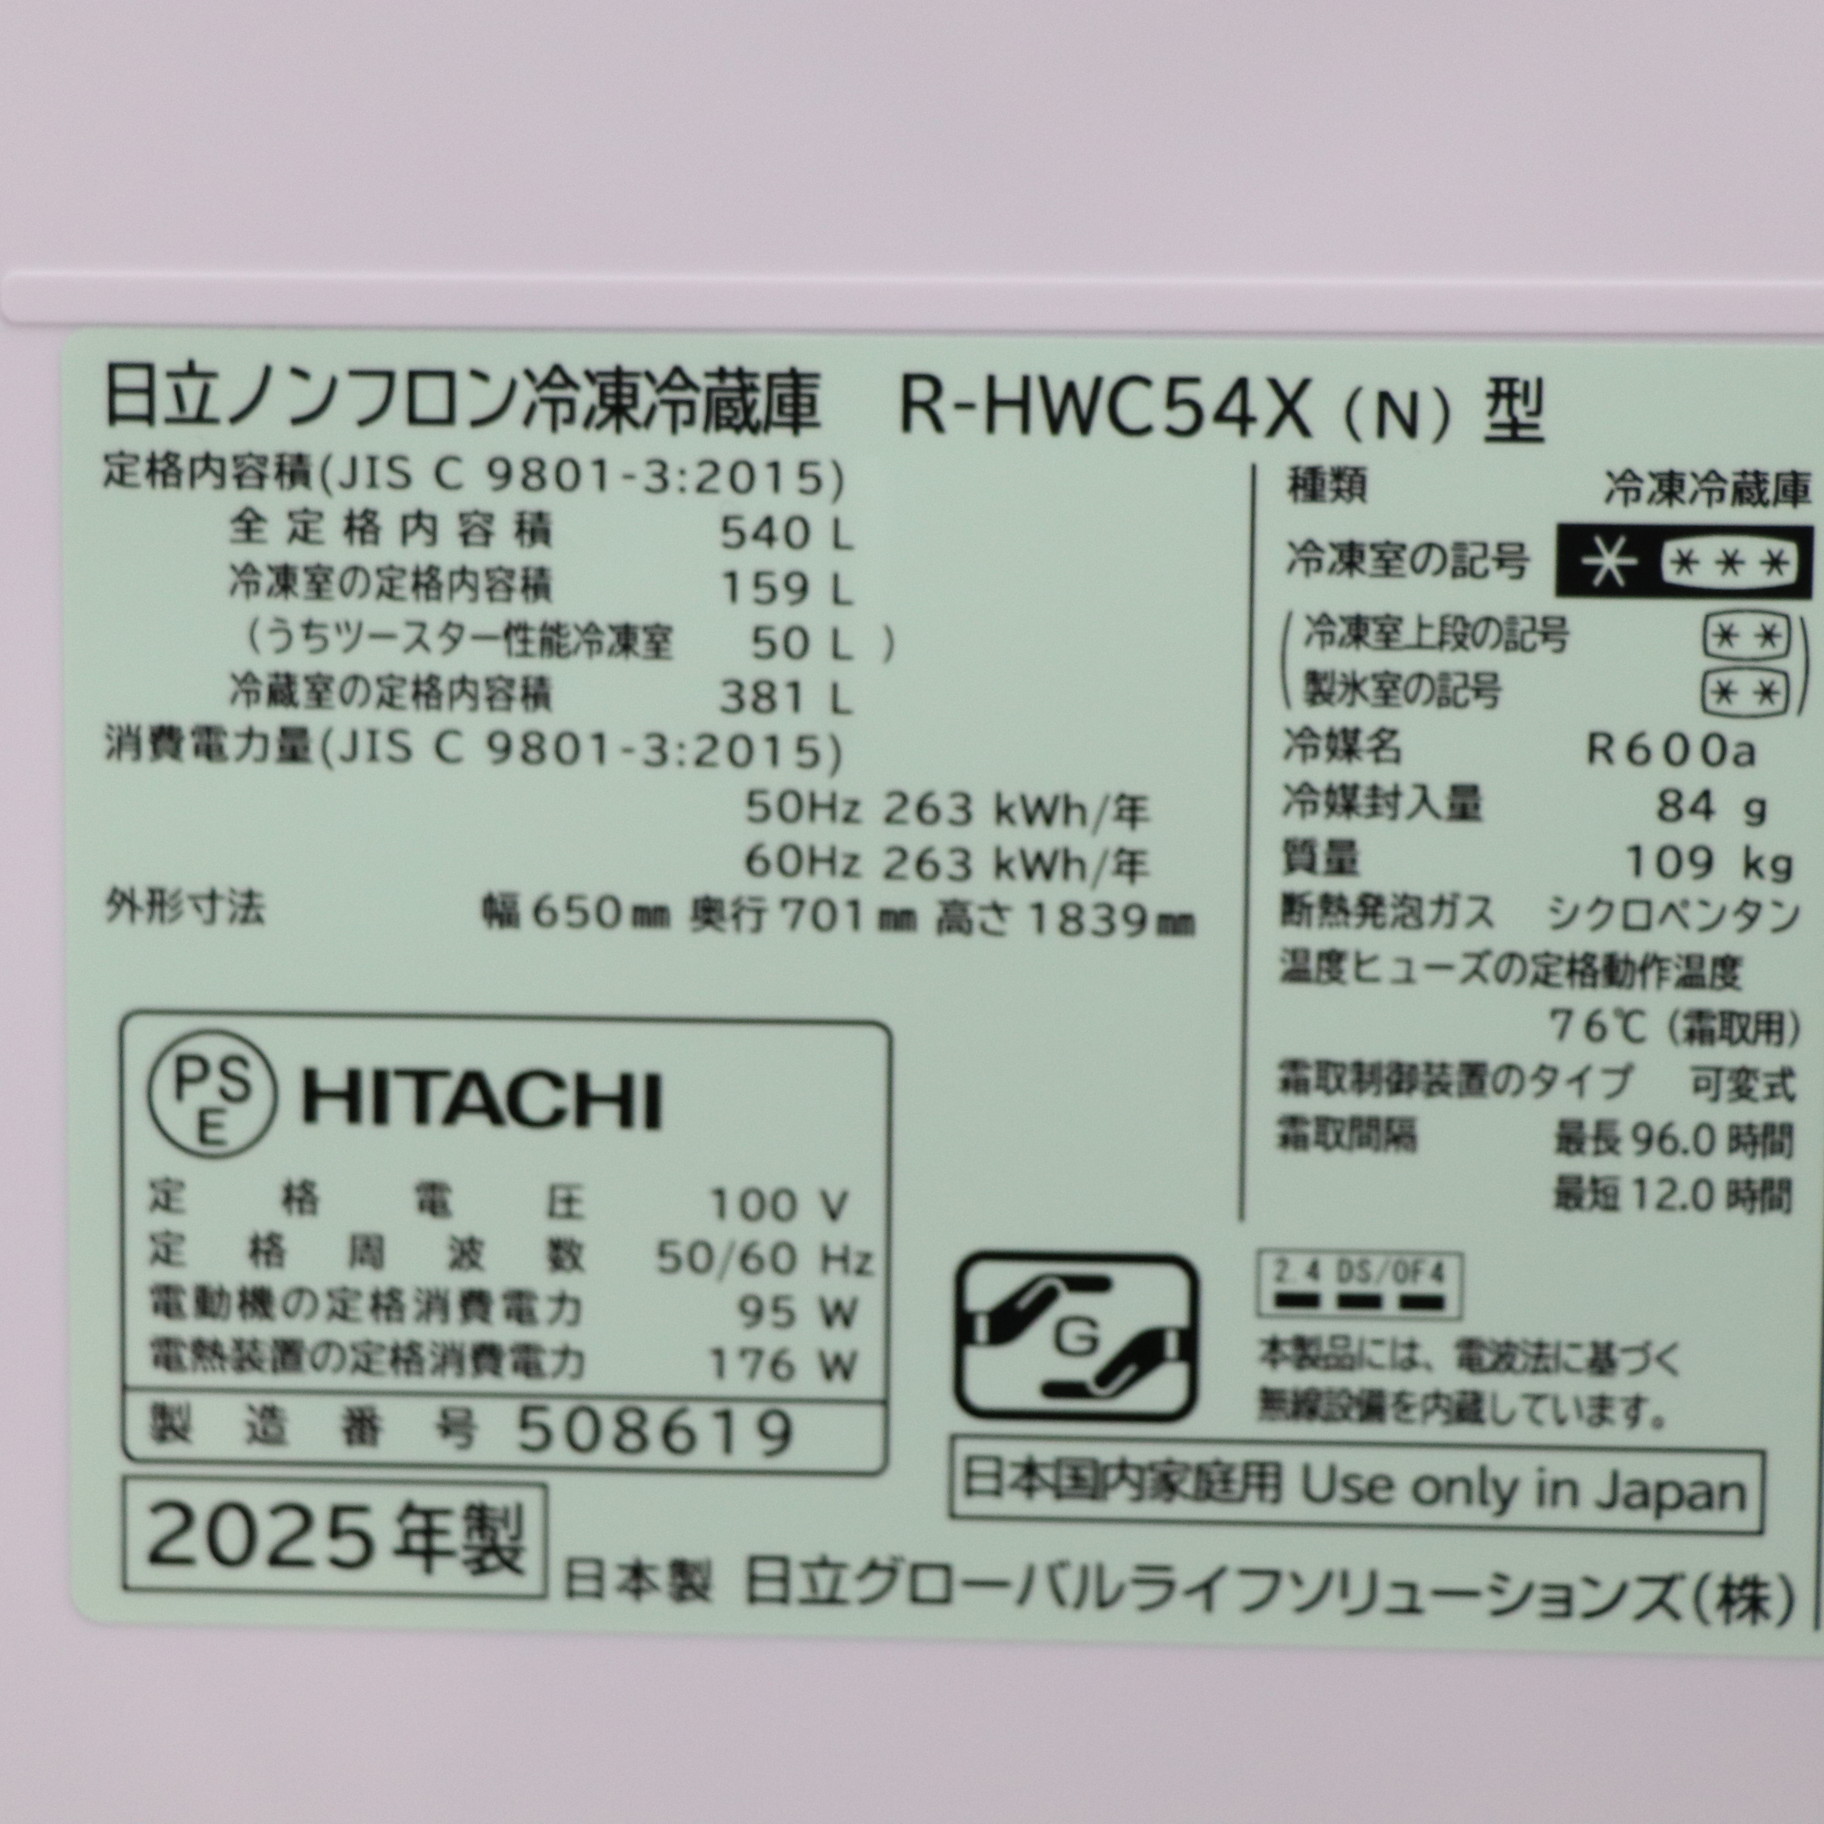 日立ノンフロン冷凍冷蔵庫 R-HWC54X (N) 型
定格内容積(JIS C 9801-3:2015)
全定格内容積 540 L
冷凍室の定格内容積 159 L
(うちツースター性能冷凍室 50 L )
冷蔵室の定格内容積 381 L
消費電力量(JIS C 9801-3:2015)
50Hz 263 kWh/年
60Hz 263 kWh/年
外形寸法 幅650㎜ 奥行701㎜ 高さ1839㎜
種類 冷凍冷蔵庫
冷凍室の記号 * ***
(冷凍室上段の記号 **)
(製氷室の記号 **)
冷媒名 R600a
冷媒封入量 84 g
質量 109 kg
断熱発泡ガス シクロペンタン
温度ヒューズの定格動作温度
76℃(霜取用)
霜取制御装置のタイプ 可変式
霜取間隔 最長96.0時間
最短12.0時間
PSE HITACHI
定格電圧 100 V
定格周波数 50/60 Hz
電動機の定格消費電力 95 W
電熱装置の定格消費電力 176 W
製造番号 508619
G
2.4 DS/OF4
本製品には、電波法に基づく
無線設備を内蔵しています。
日本国内家庭用 Use only in Japan
2025年製
日本製 日立グローバルライフソリューションズ(株)